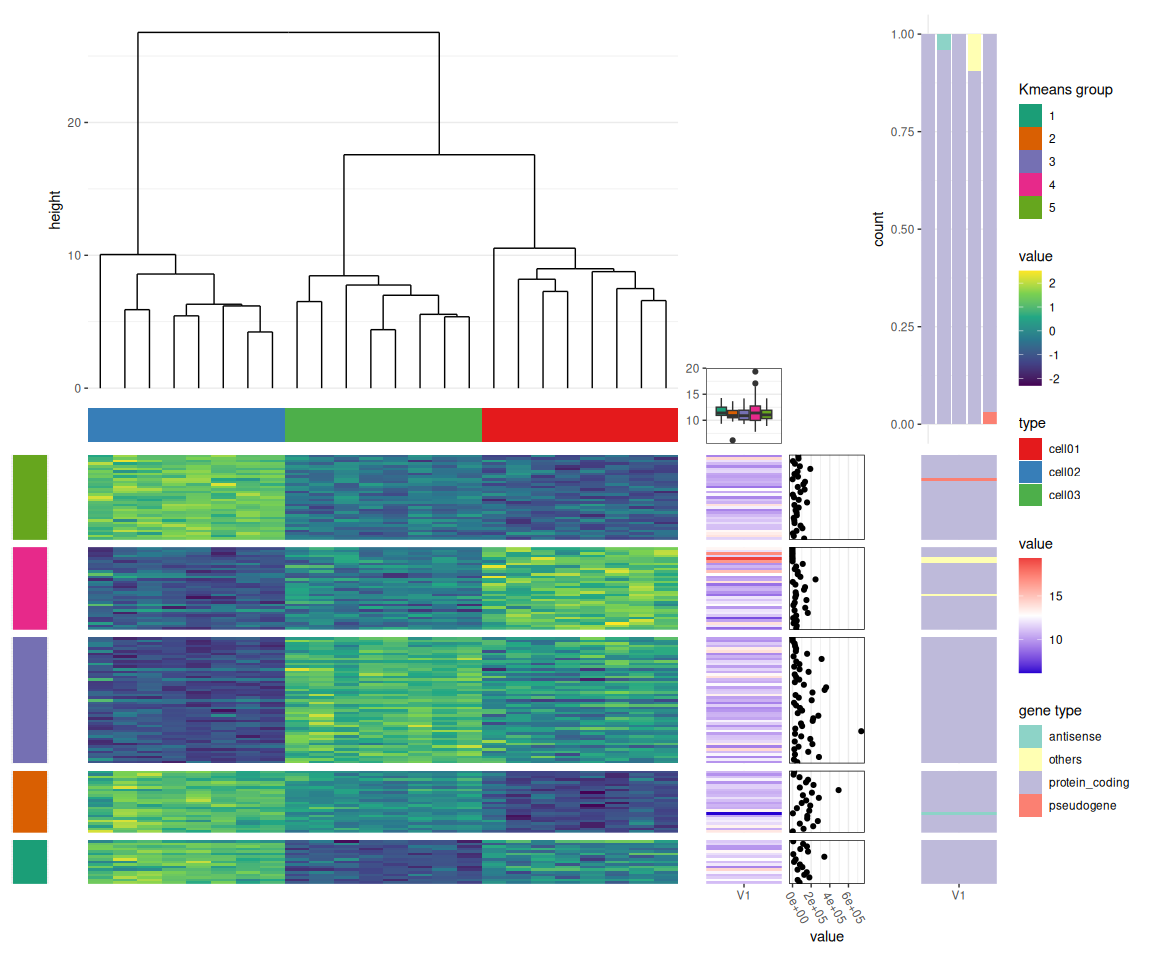 height
20
10
0
20
15
10
V1
0e+00
2e+05
4e+05
6e+05
value
count
1.00
0.75
0.50
0.25
0.00
V1
Kmeans group
1
2
3
4
5
value
2
1
0
-1
-2
type
cell01
cell02
cell03
value
15
10
gene type
antisense
others
protein_coding
pseudogene